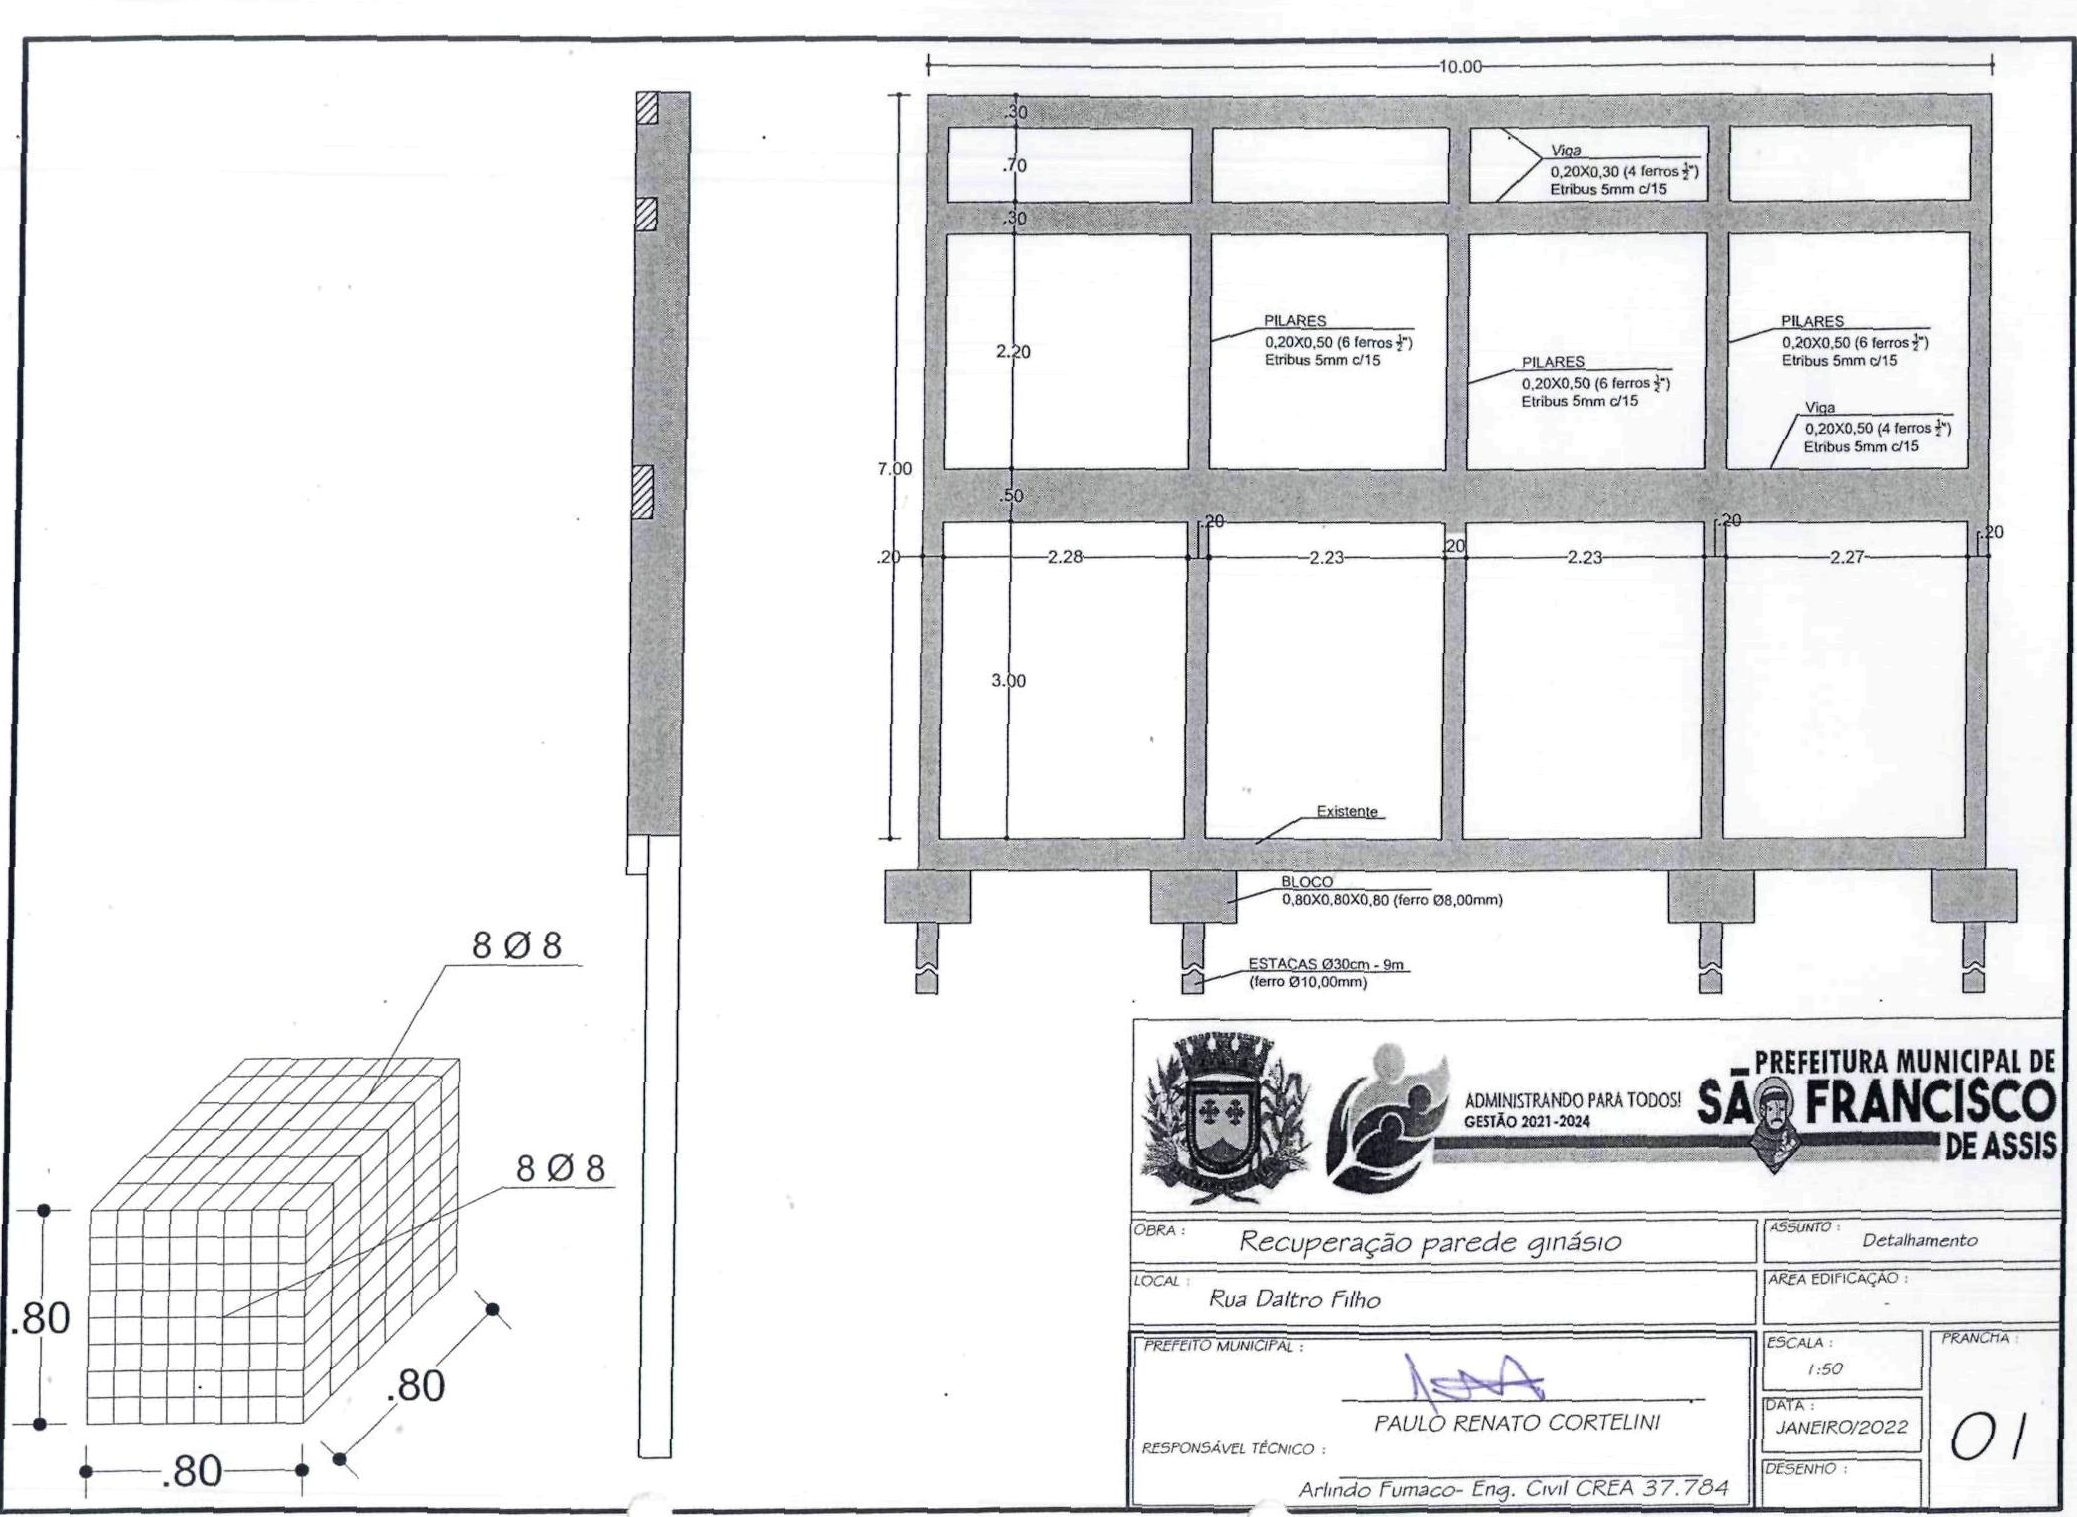 10.00
.30
.70
.30
2.20
7.00
.50
3.00
Viga
0,20X0,30 (4 ferros ½")
Etribus 5mm c/15
PILARES
0,20X0,50 (6 ferros ½")
Etribus 5mm c/15
PILARES
0,20X0,50 (6 ferros ½")
Etribus 5mm c/15
PILARES
0,20X0,50 (6 ferros ½")
Etribus 5mm c/15
Viga
0,20X0,50 (4 ferros ½")
Etribus 5mm c/15
.20
2.28
.20
2.23
.20
2.23
.20
2.27
.20
Existente
BLOCO
0,80X0,80X0,80 (ferro Ø8,00mm)
ESTACAS Ø30cm - 9m
(ferro Ø10,00mm)
8 Ø 8
8 Ø 8
.80
.80
.80
ADMINISTRANDO PARA TODOS!
GESTÃO 2021-2024
PREFEITURA MUNICIPAL DE
SÃO FRANCISCO
DE ASSIS
OBRA :
Recuperação parede ginásio
ASSUNTO :
Detalhamento
LOCAL :
Rua Daltro Filho
AREA EDIFICAÇÃO :
-
PREFEITO MUNICIPAL :
PAULO RENATO CORTELINI
RESPONSÁVEL TÉCNICO :
Arlindo Fumaco- Eng. Civil CREA 37.784
ESCALA :
1:50
DATA :
JANEIRO/2022
DESENHO :
PRANCHA :
01